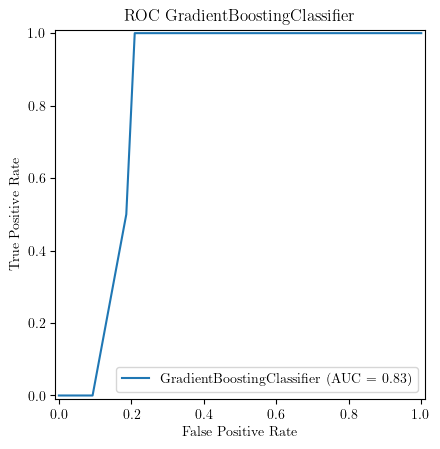 ROC GradientBoostingClassifier
1.0
0.8
0.6
0.4
0.2
0.0
True Positive Rate
GradientBoostingClassifier (AUC = 0.83)
0.0 0.2 0.4 0.6 0.8 1.0
False Positive Rate